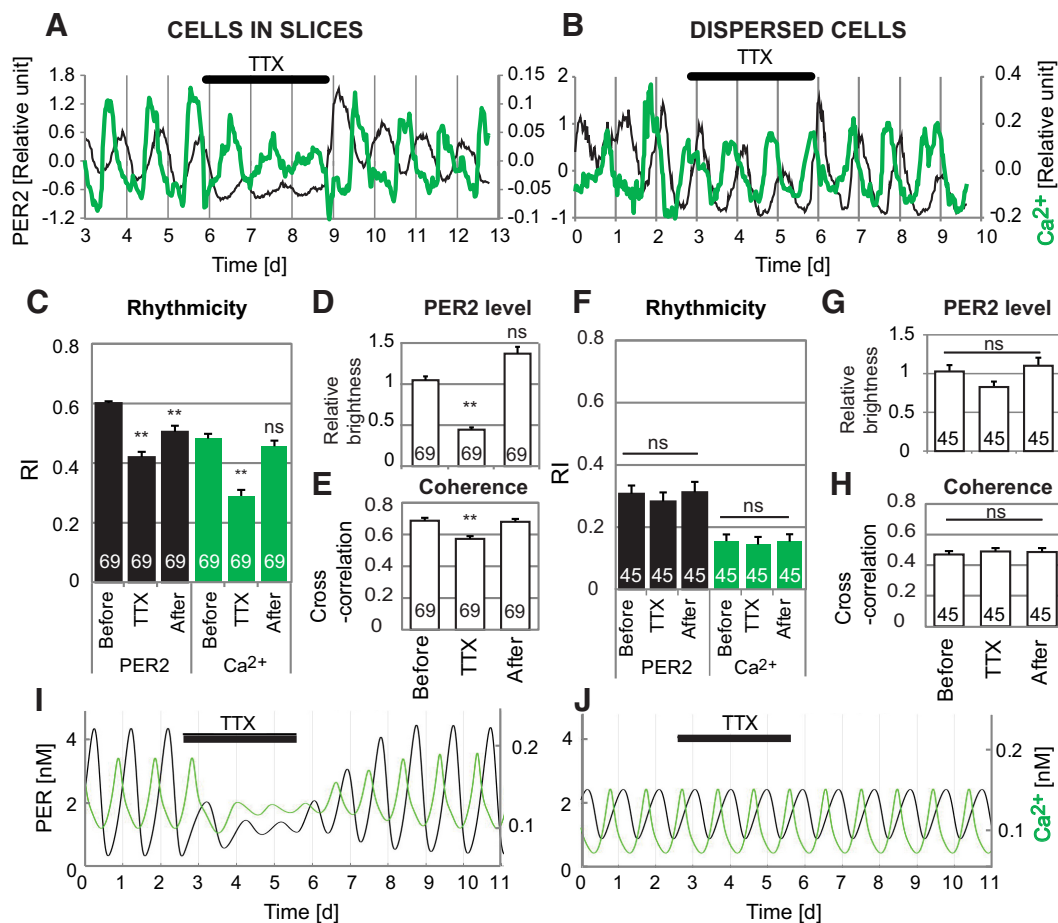 A CELLS IN SLICES
B DISPERSED CELLS
TTX
1.8 1.2 0.6 0.0 -0.6 -1.2
PER2 [Relative unit]
0.15 0.1 0.05 0.0 -0.05 -0.1
3 4 5 6 7 8 9 10 11 12 13
Time [d]
TTX
2 1 0 -1
0.4 0.2 0.0 -0.2
Ca2+ [Relative unit]
0 1 2 3 4 5 6 7 8 9 10
Time [d]
C Rhythmicity
RI
0.8 0.6 0.4 0.2 0
** ** ** ns
69 69 69 69 69 69
Before TTX After Before TTX After
PER2 Ca2+
D PER2 level
Relative brightness
1.5 1 0.5 0
** ns
69 69 69
E Coherence
Cross -correlation
0.8 0.6 0.4 0.2 0
**
69 69 69
Before TTX After
F Rhythmicity
RI
0.8 0.6 0.4 0.2 0
ns ns
45 45 45 45 45 45
Before TTX After Before TTX After
PER2 Ca2+
G PER2 level
Relative brightness
1.5 1 0.5 0
ns
45 45 45
H Coherence
Cross -correlation
0.8 0.6 0.4 0.2 0
ns
45 45 45
Before TTX After
I TTX
PER [nM]
4 2 0
0.2 0.1
0 1 2 3 4 5 6 7 8 9 10 11
Time [d]
J TTX
4 2 0
0.2 0.1
Ca2+ [nM]
0 1 2 3 4 5 6 7 8 9 10 11
Time [d]